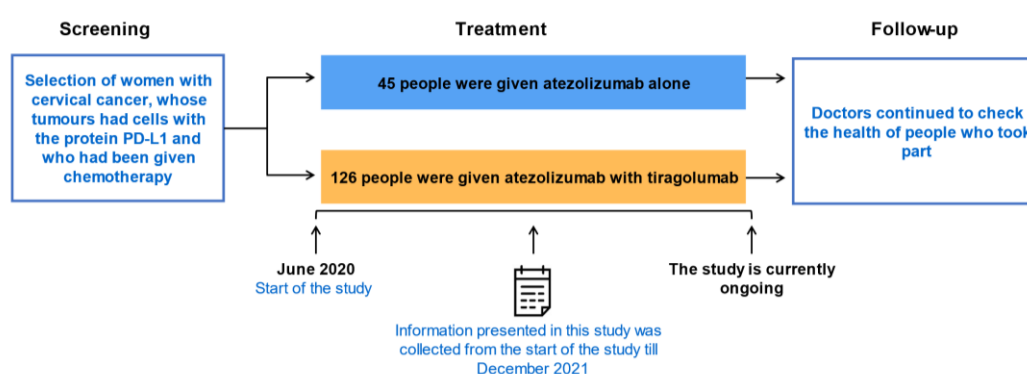 Screening
Treatment
Follow-up
Selection of women with
cervical cancer, whose
tumours had cells with
the protein PD-L1 and
who had been given
chemotherapy
45 people were given atezolizumab alone
126 people were given atezolizumab with tiragolumab
Doctors continued to check
the health of people who took
part
June 2020
Start of the study
Information presented in this study was
collected from the start of the study till
December 2021
The study is currently
ongoing